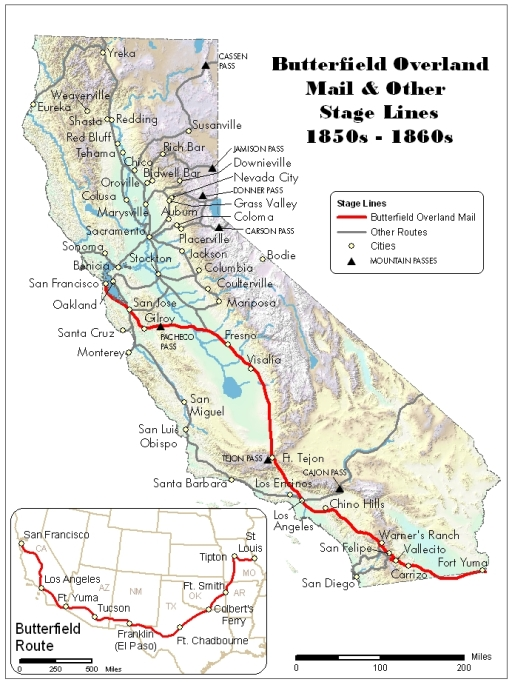 Butterfield Overland
Mail & Other
Stage Lines
1850s - 1860s
Stage Lines
Butterfield Overland Mail
Other Routes
Cities
MOUNTAIN PASSES
Yreka
CASSEN
PASS
Weaverville
Eureka
Shasta
Redding
Susanville
Red Bluff
Tehama
Rich Bar
JAMISON PASS
Chico
Downieville
Bidwell Bar
Oroville
Nevada City
DONNER PASS
Colusa
Grass Valley
Marysville
Auburn
Coloma
Sacramento
CARSON PASS
Placerville
Sonoma
Jackson
Bodie
Benicia
Stockton
Columbia
San Francisco
Coulterville
Oakland
San Jose
Mariposa
Gilroy
Santa Cruz
PACHECO
PASS
Fresno
Monterey
Visalia
San
Miguel
San Luis
Obispo
TEJON PASS
Ft. Tejon
CAJON PASS
Santa Barbara
Los Encinos
Chino Hills
Los
Angeles
Warner's Ranch
San Felipe
Vallecito
Fort Yuma
San Diego
Carrizo
San Francisco
CA
St
Louis
Tipton
MO
Los Angeles
Ft. Smith
AZ
NM
OK
AR
Ft. Yuma
Tucson
TX
Colbert's
Ferry
Franklin
(El Paso)
Ft. Chadbourne
Butterfield
Route
0 250 500 Miles
0 100 200
Miles